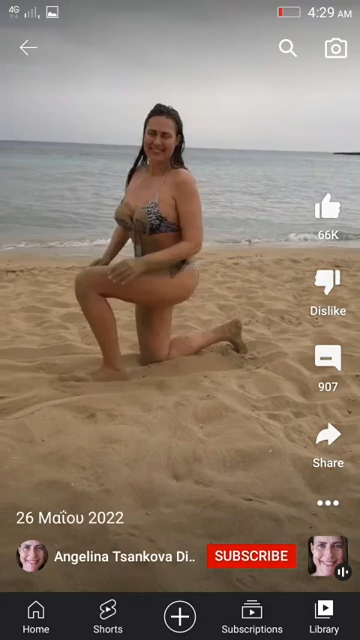 4G
4:29 AM
66K
Dislike
907
Share
26 Μαΐου 2022
Angelina Tsankova Di..
SUBSCRIBE
Home
Shorts
Subscriptions
Library